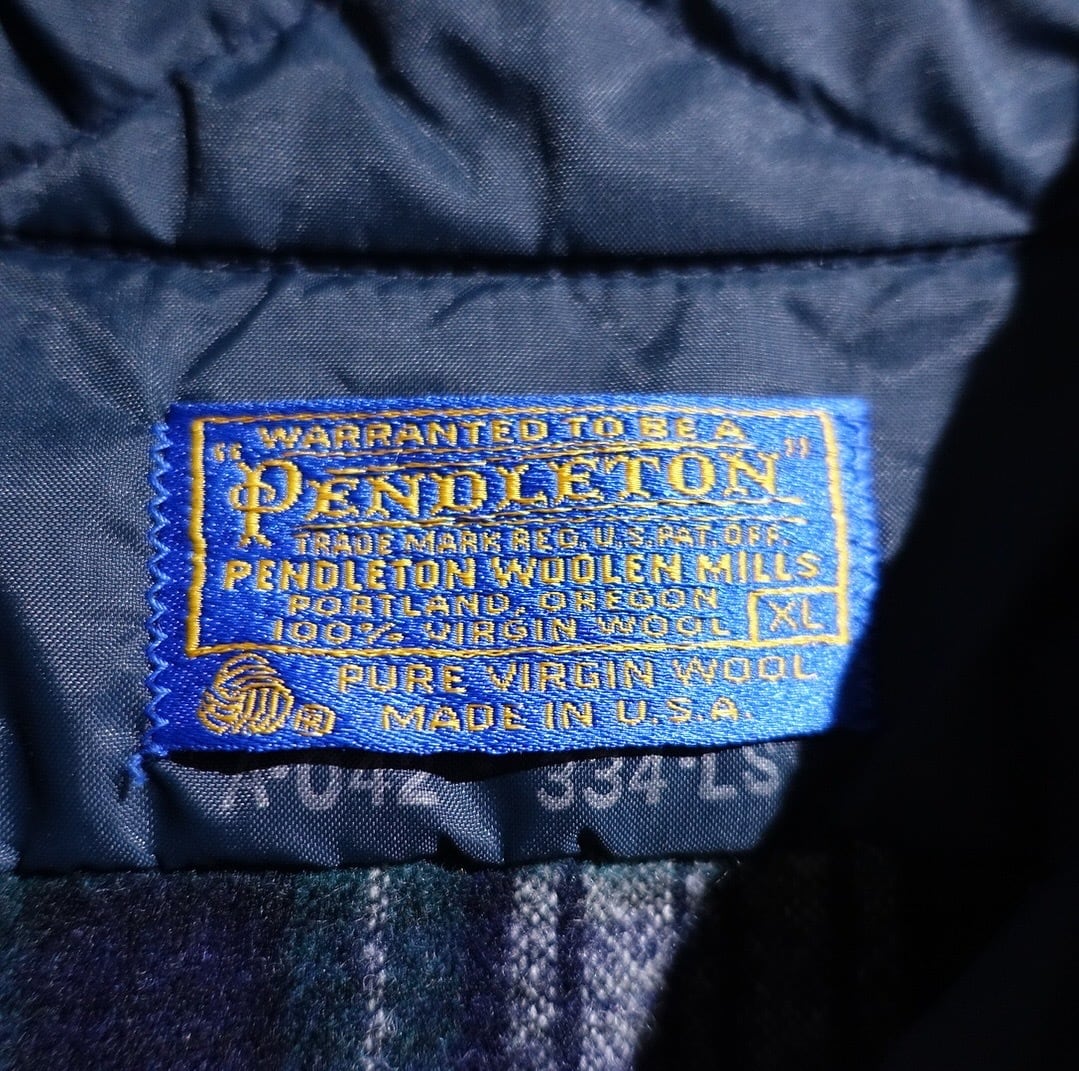 WARRANTED TO BE A
"PENDLETON"
TRADE MARK REG. U.S. PAT. OFF.
PENDLETON WOOLEN MILLS
PORTLAND, OREGON
100% VIRGIN WOOL XL
PURE VIRGIN WOOL
R MADE IN U.S.A.
042 334-LS